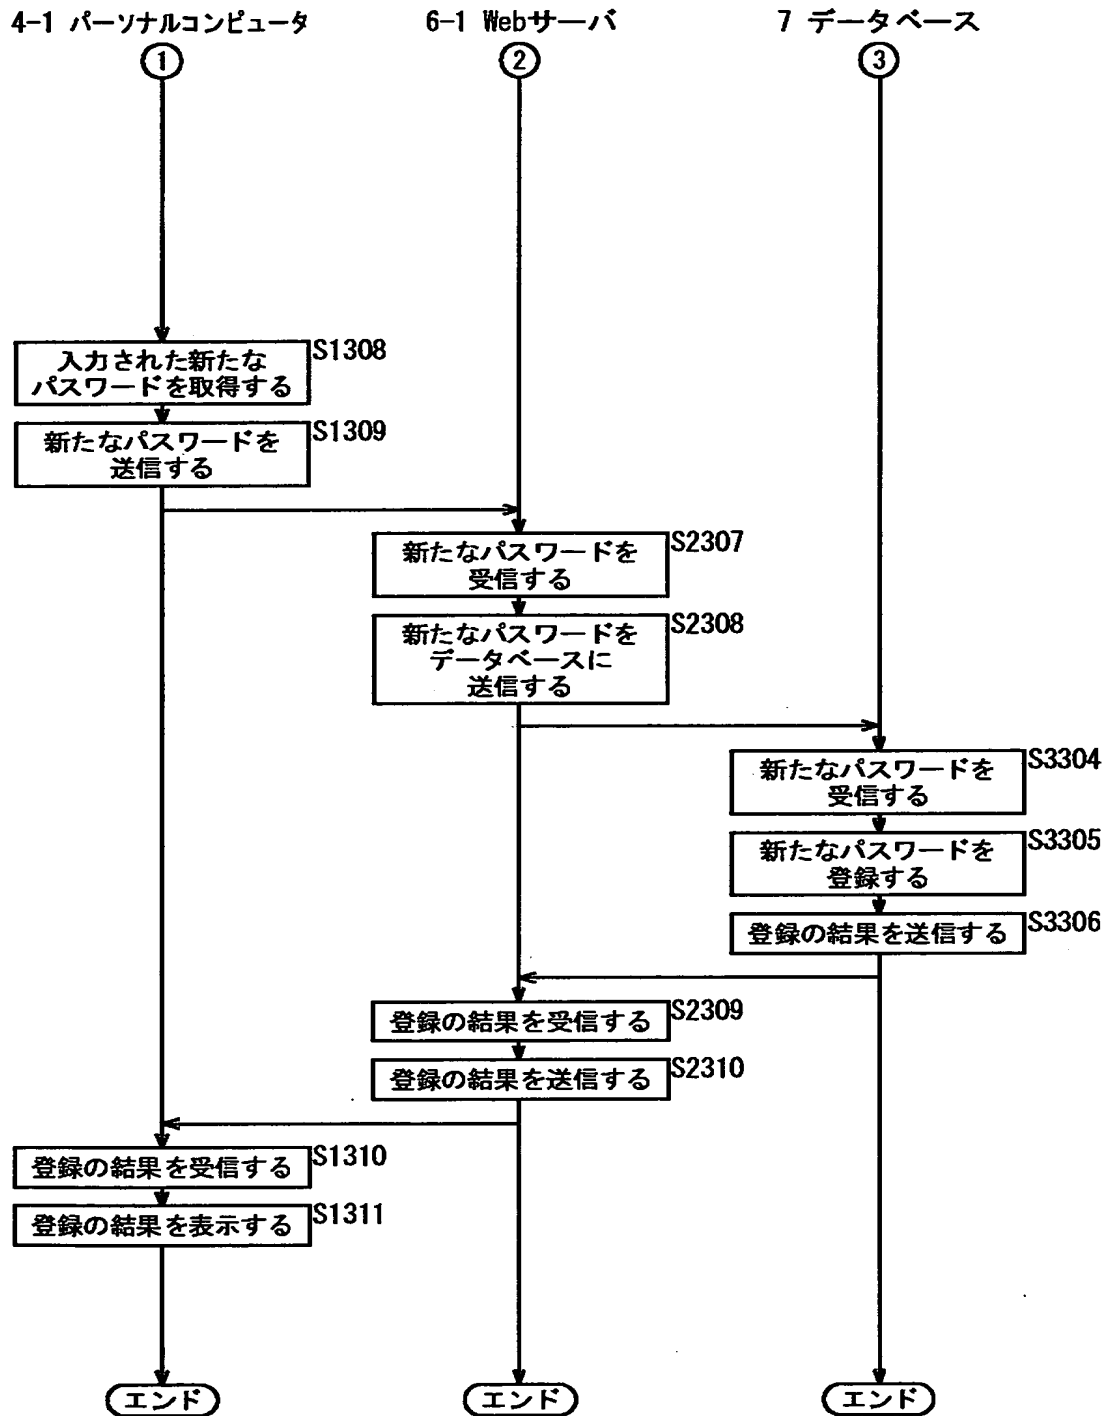 4-1 パーソナルコンピュータ
6-1 Webサーバ
7 データベース
1
2
3
入力された新たな
パスワードを取得する
S1308
新たなパスワードを
送信する
S1309
新たなパスワードを
受信する
S2307
新たなパスワードを
データベースに
送信する
S2308
新たなパスワードを
受信する
S3304
新たなパスワードを
登録する
S3305
登録の結果を送信する
S3306
登録の結果を受信する
S2309
登録の結果を送信する
S2310
登録の結果を受信する
S1310
登録の結果を表示する
S1311
エンド
エンド
エンド